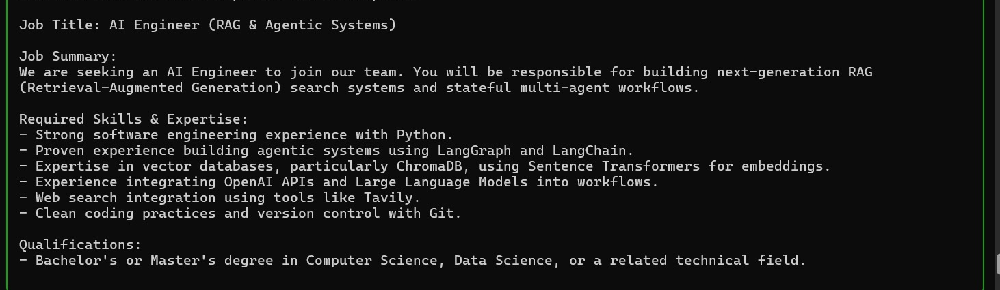 Job Title: AI Engineer (RAG & Agentic Systems)
Job Summary:
We are seeking an AI Engineer to join our team. You will be responsible for building next-generation RAG
(Retrieval-Augmented Generation) search systems and stateful multi-agent workflows.
Required Skills & Expertise:
- Strong software engineering experience with Python.
- Proven experience building agentic systems using LangGraph and LangChain.
- Expertise in vector databases, particularly ChromaDB, using Sentence Transformers for embeddings.
- Experience integrating OpenAI APIs and Large Language Models into workflows.
- Web search integration using tools like Tavily.
- Clean coding practices and version control with Git.
Qualifications:
- Bachelor's or Master's degree in Computer Science, Data Science, or a related technical field.